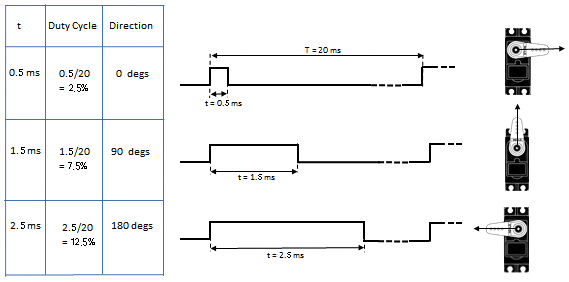 t Duty Cycle Direction
T = 20 ms
0.5 ms 0.5/20 0 degs
= 2.5%
t = 0.5 ms
1.5 ms 1.5/20 90 degs
= 7.5%
t = 1.5 ms
2.5 ms 2.5/20 180 degs
= 12.5%
t = 2.5 ms